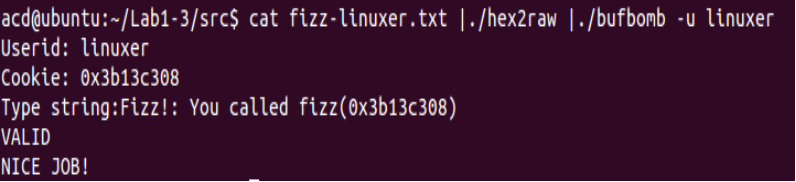 acd@ubuntu:~/Lab1-3/src$ cat fizz-linuxer.txt |./hex2raw |./bufbomb -u linuxer
Userid: linuxer
Cookie: 0x3b13c308
Type string:Fizz!: You called fizz(0x3b13c308)
VALID
NICE JOB!